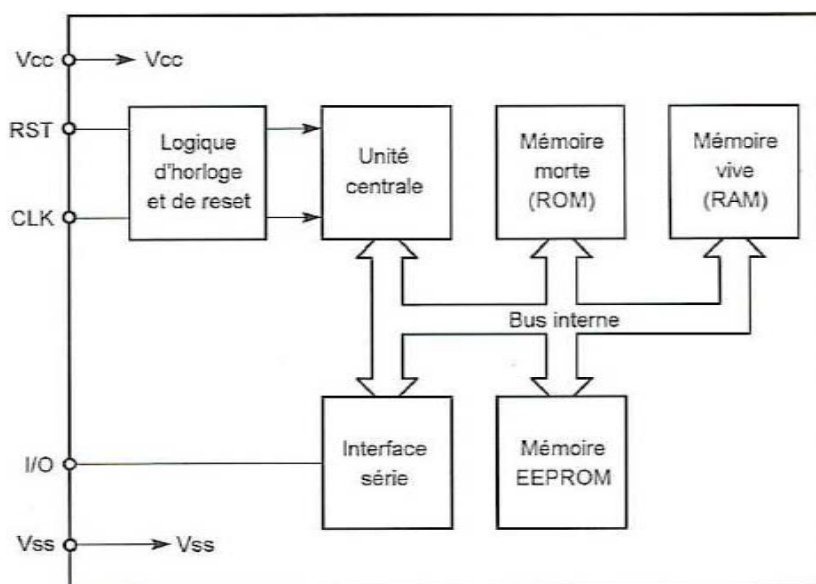 Vcc
Vcc
RST
CLK
Logique
d'horloge
et de reset
Unité
centrale
Mémoire
morte
(ROM)
Mémoire
vive
(RAM)
Bus interne
I/O
Interface
série
Mémoire
EEPROM
Vss
Vss